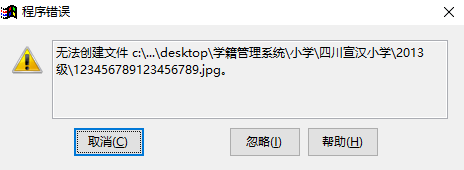 程序错误
无法创建文件 c:\...\desktop\学籍管理系统\小学\四川宣汉小学\2013
级\123456789123456789.jpg。
取消(C)
忽略(I)
帮助(H)